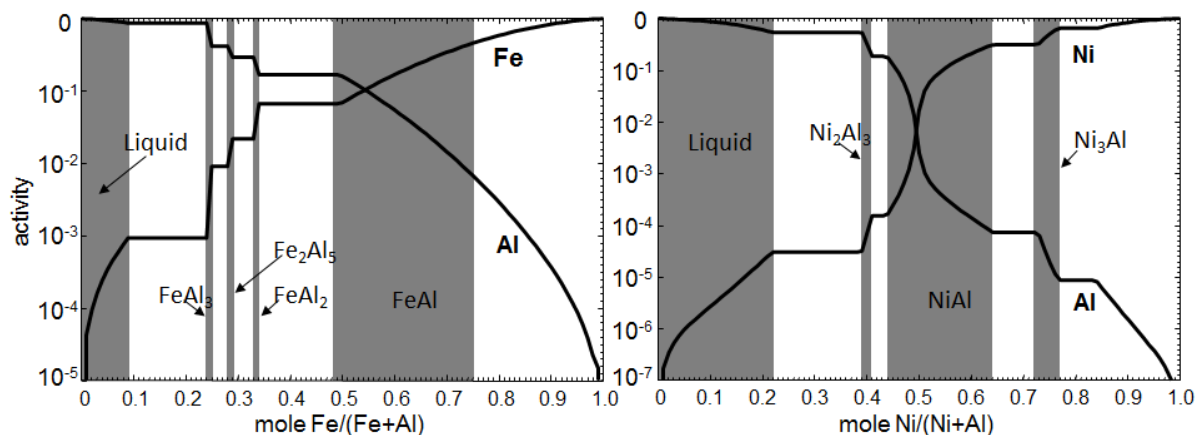 activity
0
10⁻¹
10⁻²
10⁻³
10⁻⁴
10⁻⁵
Liquid
FeAl₃
Fe₂Al₅
FeAl₂
FeAl
Fe
Al
0 0.1 0.2 0.3 0.4 0.5 0.6 0.7 0.8 0.9 1.0
mole Fe/(Fe+Al)
0
10⁻¹
10⁻²
10⁻³
10⁻⁴
10⁻⁵
10⁻⁶
10⁻⁷
Liquid
Ni₂Al₃
NiAl
Ni₃Al
Ni
Al
0 0.1 0.2 0.3 0.4 0.5 0.6 0.7 0.8 0.9 1.0
mole Ni/(Ni+Al)